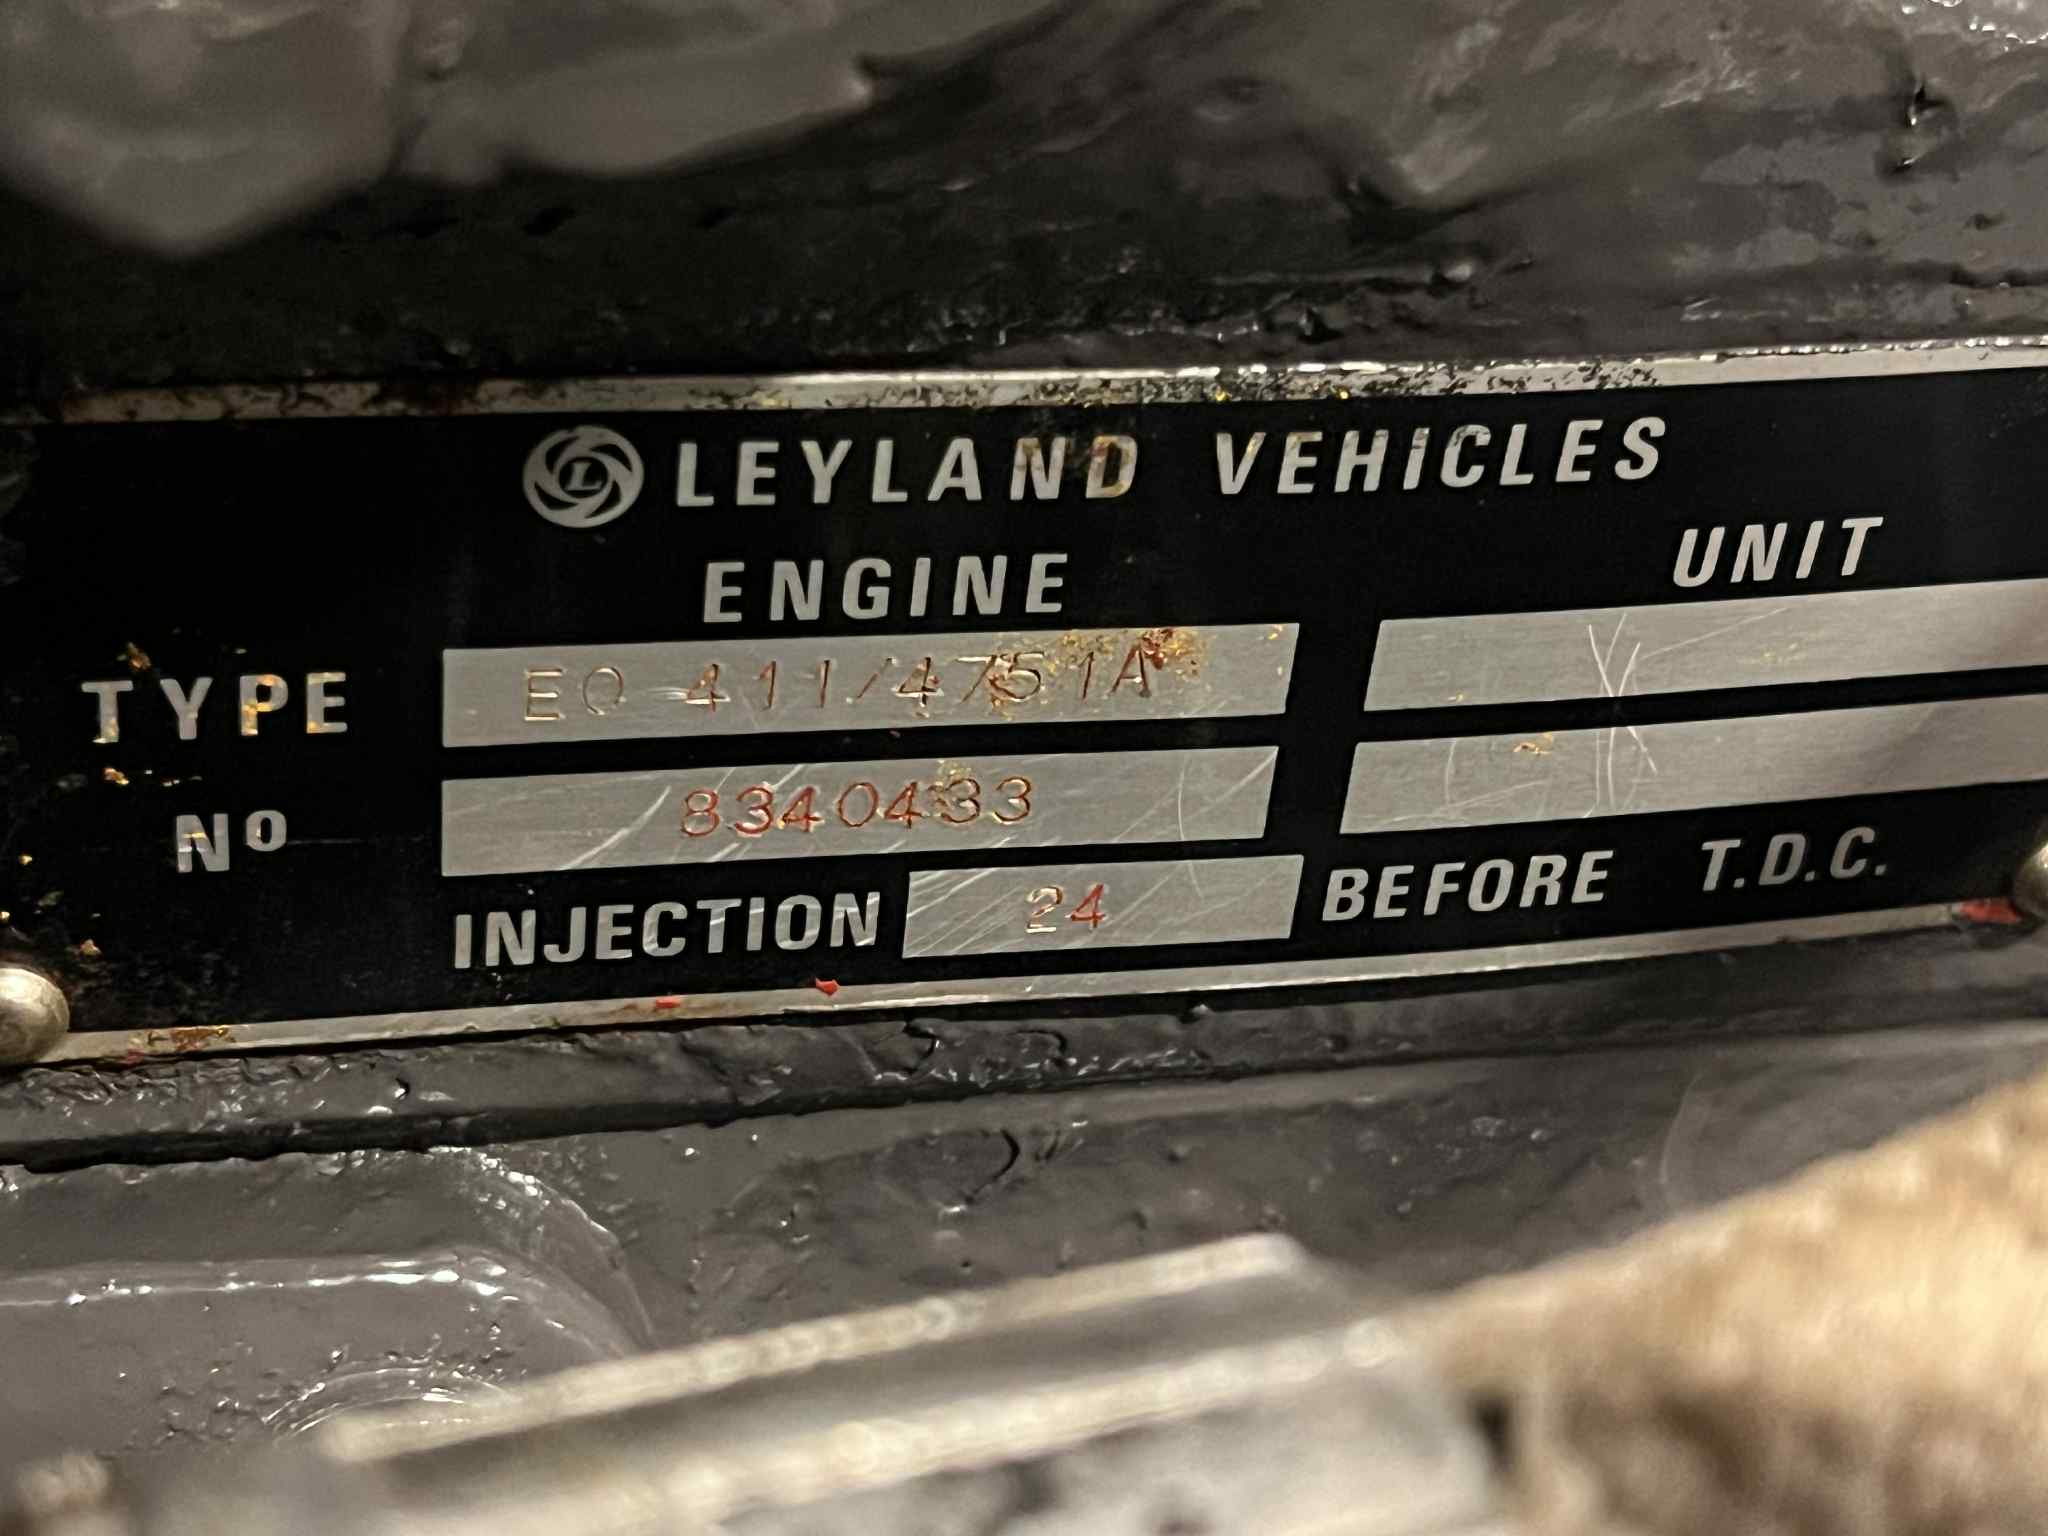 L LEYLAND VEHICLES
ENGINE UNIT
TYPE EO 411/4751A
Nº 8340433
INJECTION 24 BEFORE T.D.C.